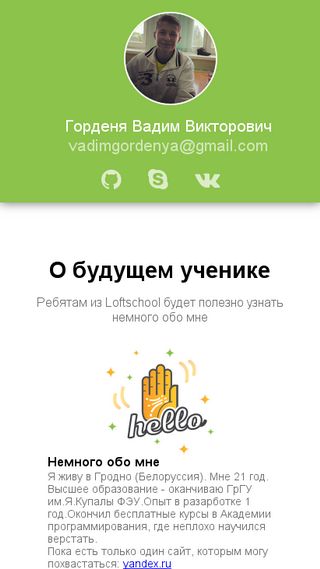 Горденя Вадим Викторович
vadimgordenya@gmail.com
О будущем ученике
Ребятам из Loftschool будет полезно узнать
немного обо мне
hello
Немного обо мне
Я живу в Гродно (Белоруссия). Мне 21 год.
Высшее образование - оканчиваю ГрГУ
им.Я.Купалы ФЭУ.Опыт в разарботке 1
год.Окончил бесплатные курсы в Академии
программирования, где неплохо научился
верстать.
Пока есть только один сайт, которым могу
похвастаться: yandex.ru